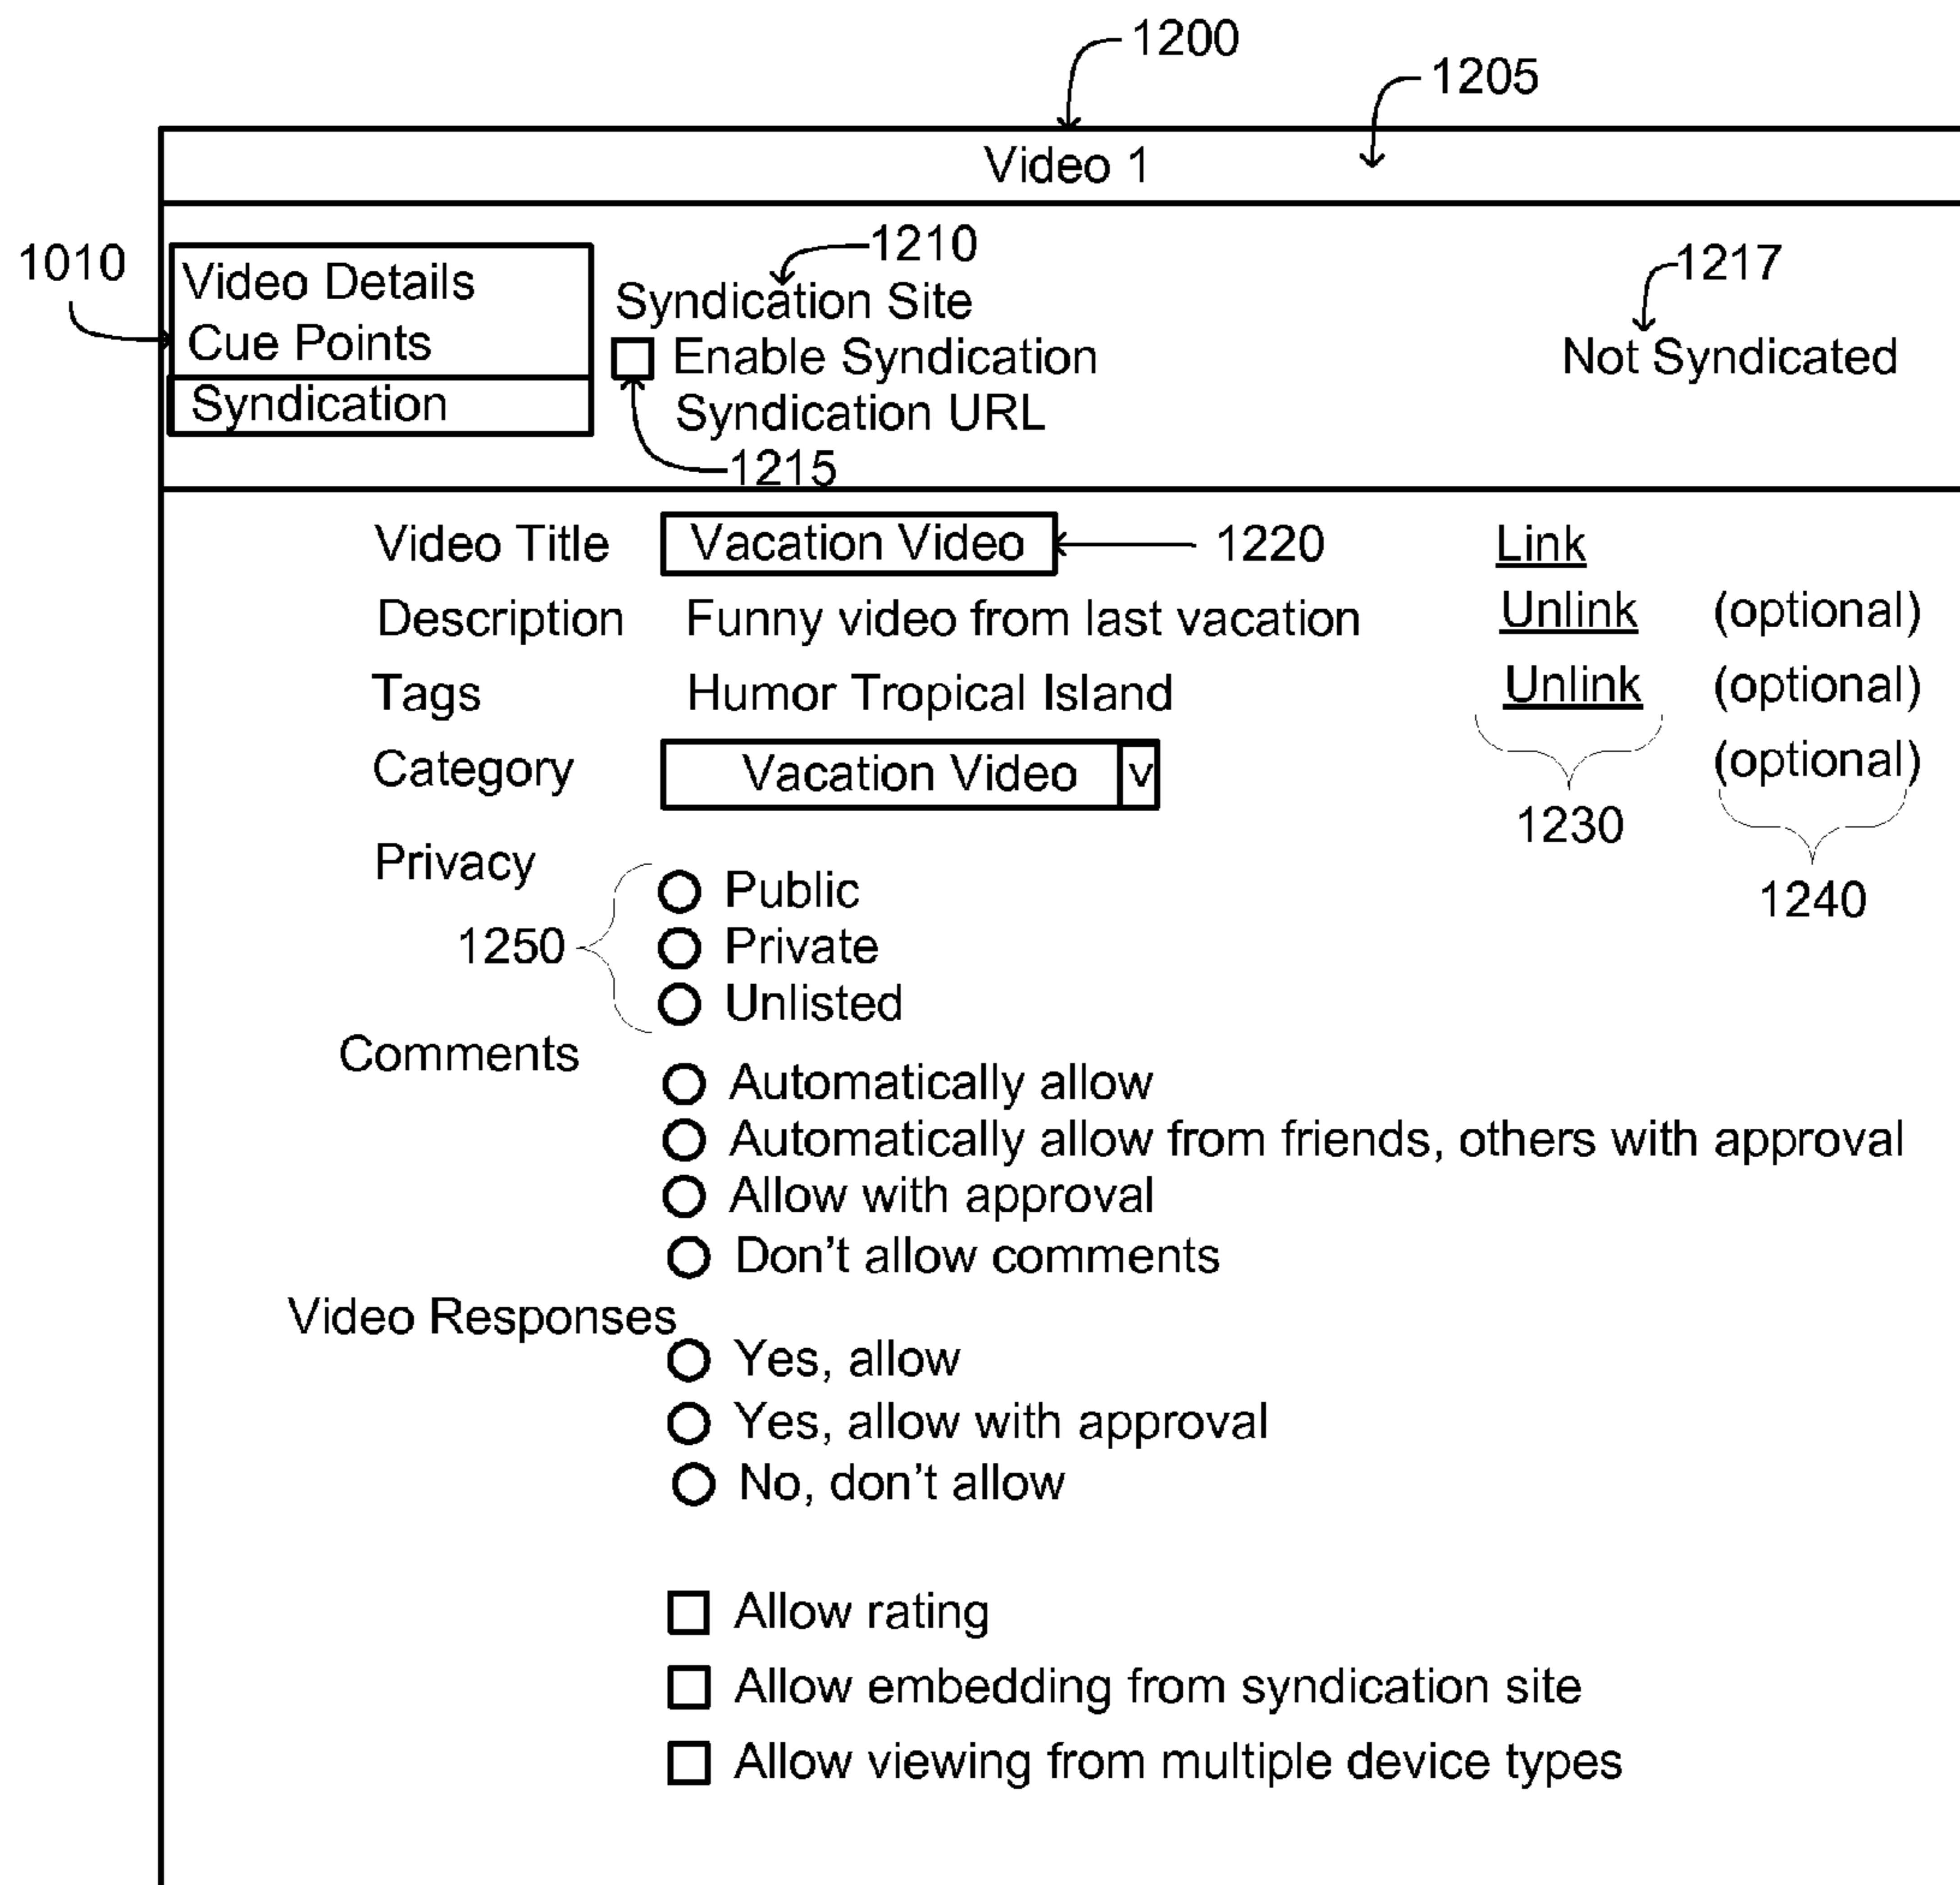 1200
1205
Video 1
1010
Video Details
Cue Points
Syndication
1210
Syndication Site
Enable Syndication
Syndication URL
1215
1217
Not Syndicated
Video Title Vacation Video 1220 Link
Description Funny video from last vacation Unlink (optional)
Tags Humor Tropical Island Unlink (optional)
Category Vacation Video v (optional)
1230
1240
Privacy
1250
Public
Private
Unlisted
Comments
Automatically allow
Automatically allow from friends, others with approval
Allow with approval
Don't allow comments
Video Responses
Yes, allow
Yes, allow with approval
No, don't allow
Allow rating
Allow embedding from syndication site
Allow viewing from multiple device types